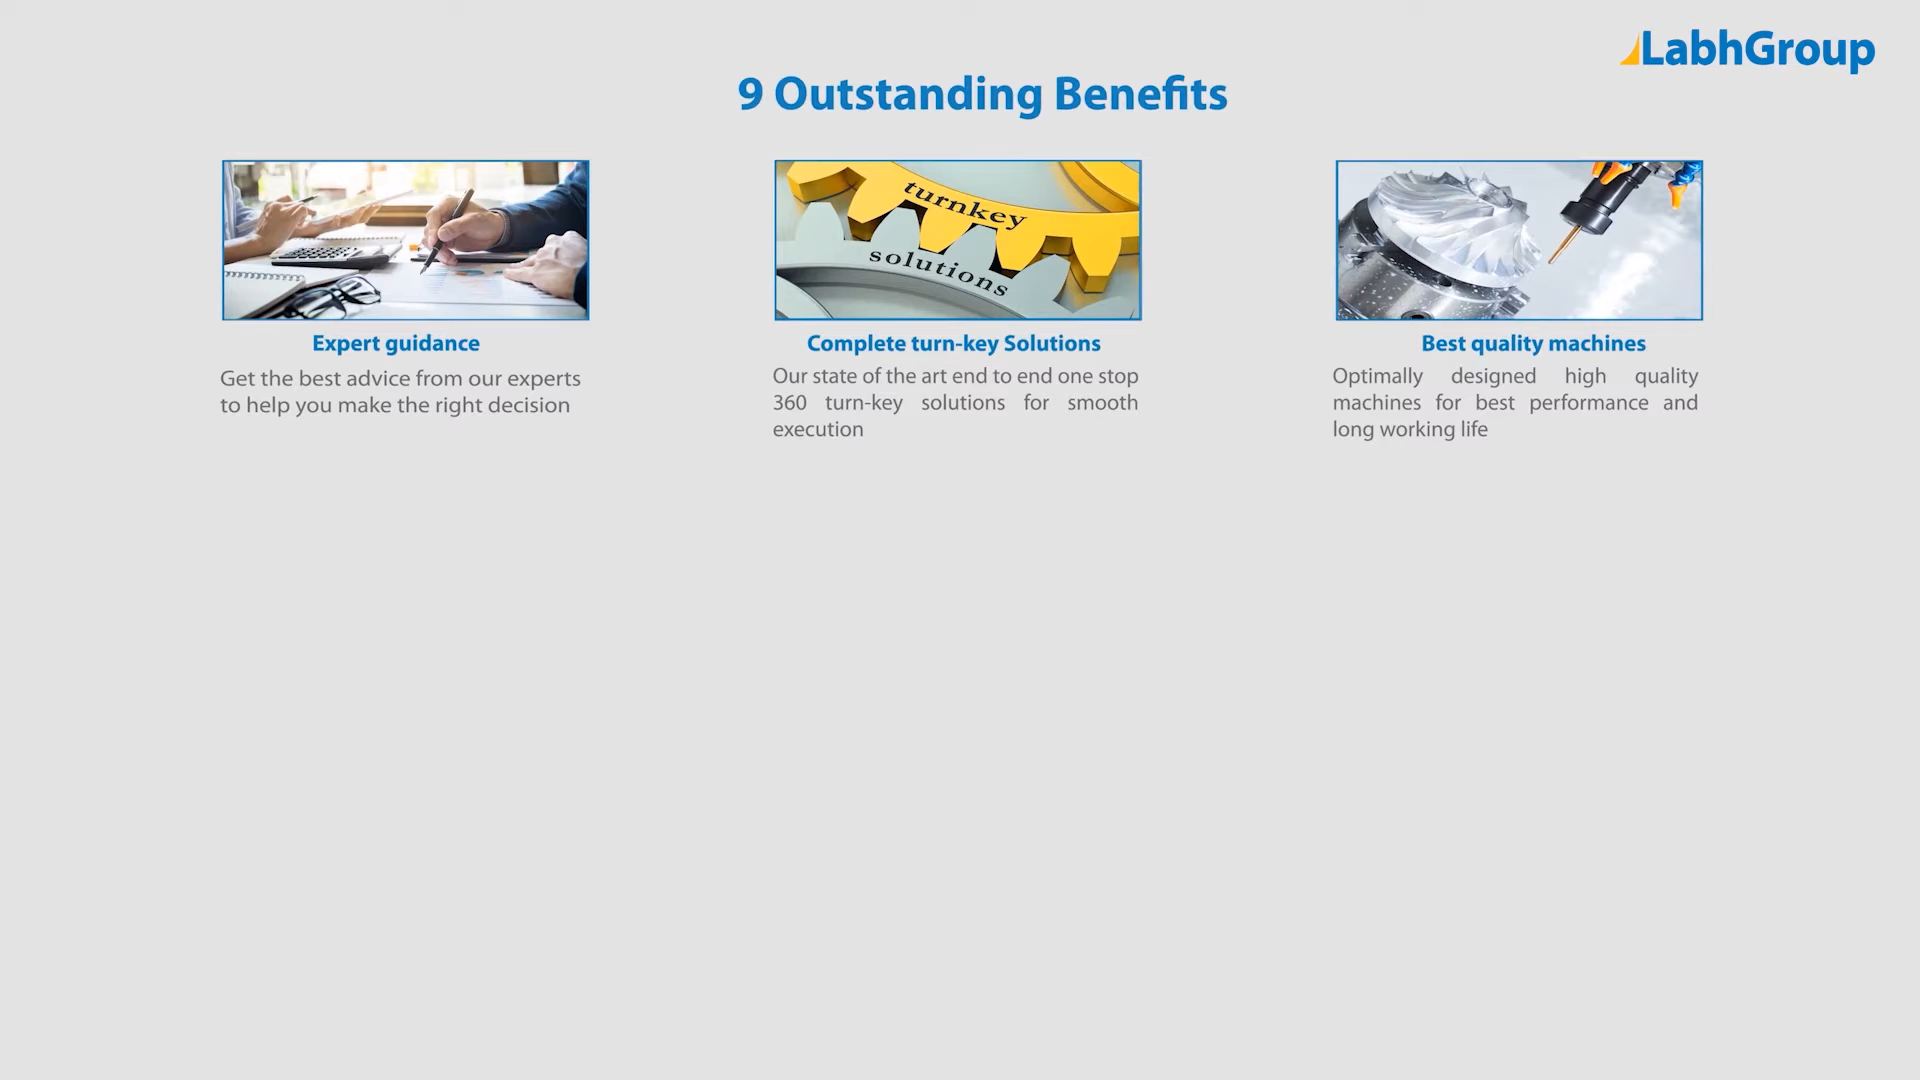 LabhGroup
9 Outstanding Benefits
turnkey
solutions
Expert guidance
Get the best advice from our experts
to help you make the right decision
Complete turn-key Solutions
Our state of the art end to end one stop
360 turn-key solutions for smooth
execution
Best quality machines
Optimally designed high quality
machines for best performance and
long working life